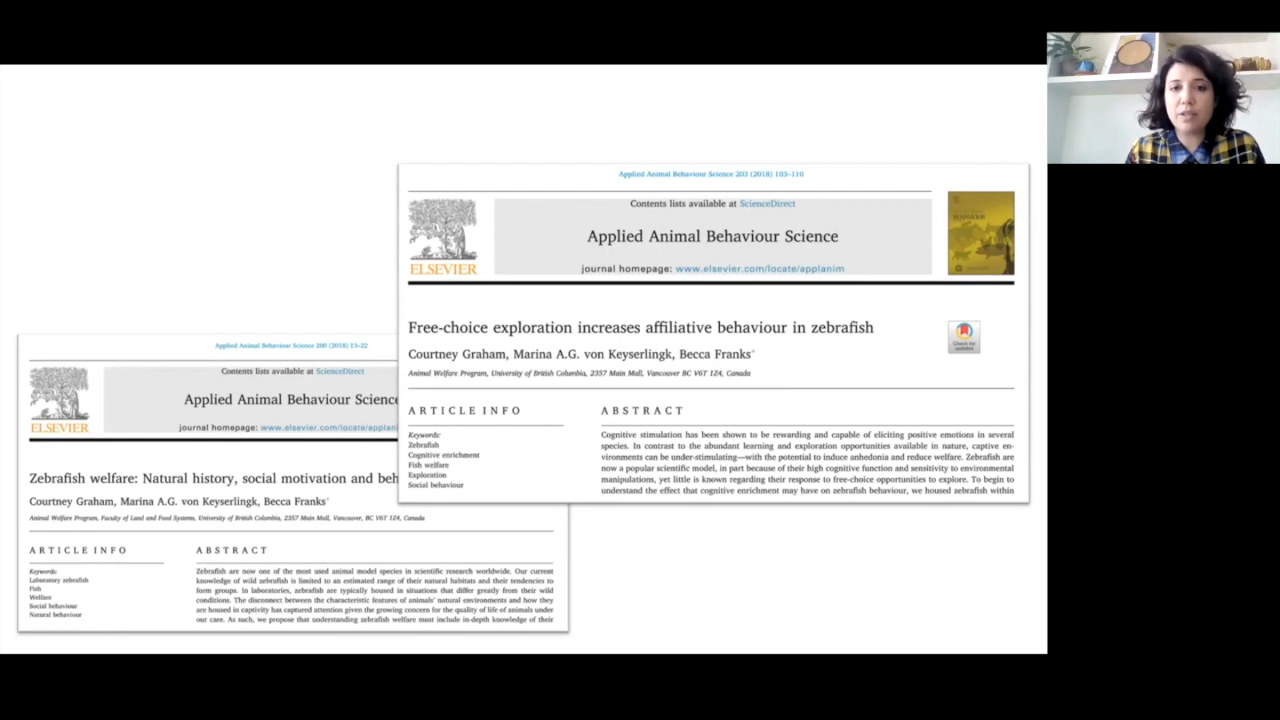 Applied Animal Behaviour Science 203 (2018) 103–110
Contents lists available at ScienceDirect
Applied Animal Behaviour Science
journal homepage: www.elsevier.com/locate/applanim
ELSEVIER
BEHAVIOUR
Free-choice exploration increases affiliative behaviour in zebrafish
Check for
updates
Courtney Graham, Marina A.G. von Keyserlingk, Becca Franks*
Animal Welfare Program, University of British Columbia, 2357 Main Mall, Vancouver BC V6T 1Z4, Canada
ARTICLE INFO
Keywords:
Zebrafish
Cognitive enrichment
Fish welfare
Exploration
Social behaviour
ABSTRACT
Cognitive stimulation has been shown to be rewarding and capable of eliciting positive emotions in several
species. In contrast to the abundant learning and exploration opportunities available in nature, captive en-
vironments can be under-stimulating—with the potential to induce anhedonia and reduce welfare. Zebrafish are
now a popular scientific model, in part because of their high cognitive function and sensitivity to environmental
manipulations, yet little is known regarding their response to free-choice opportunities to explore. To begin to
understand the effect that cognitive enrichment may have on zebrafish behaviour, we housed zebrafish within
Applied Animal Behaviour Science 200 (2018) 15–22
Contents lists available at ScienceDirect
Applied Animal Behaviour Science
journal homepage: www.elsevier.com/locate/applani
ELSEVIER
Zebrafish welfare: Natural history, social motivation and beh
Courtney Graham, Marina A.G. von Keyserlingk, Becca Franks*
Animal Welfare Program, Faculty of Land and Food Systems, University of British Columbia, 2357 Main Mall, Vancouver, BC V6T 1Z4, Canada
ARTICLE INFO
Keywords:
Laboratory zebrafish
Fish
Welfare
Social behaviour
Natural behaviour
ABSTRACT
Zebrafish are now one of the most used animal model species in scientific research worldwide. Our current
knowledge of wild zebrafish is limited to an estimated range of their natural habitats and their tendencies to
form groups. In laboratories, zebrafish are typically housed in situations that differ greatly from their wild
conditions. The disconnect between the characteristic features of animals' natural environments and how they
are housed in captivity has captured attention given the growing concern for the quality of life of animals under
our care. As such, we propose that understanding zebrafish welfare must include in-depth knowledge of their